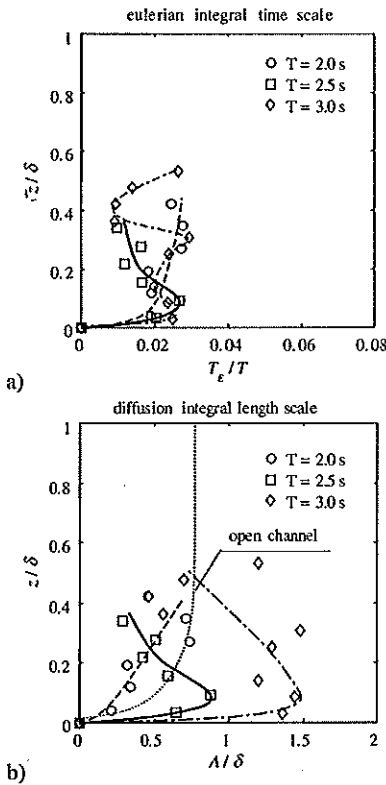 eulerian integral time scale
1
0.8
0.6
0.4
0.2
0
z/δ
T = 2.0 s
T = 2.5 s
T = 3.0 s
0
0.02
0.04
0.06
0.08
T_E/T
a)
diffusion integral length scale
1
0.8
0.6
0.4
0.2
0
z/δ
T = 2.0 s
T = 2.5 s
T = 3.0 s
open channel
0
0.5
1
1.5
2
Λ/δ
b)